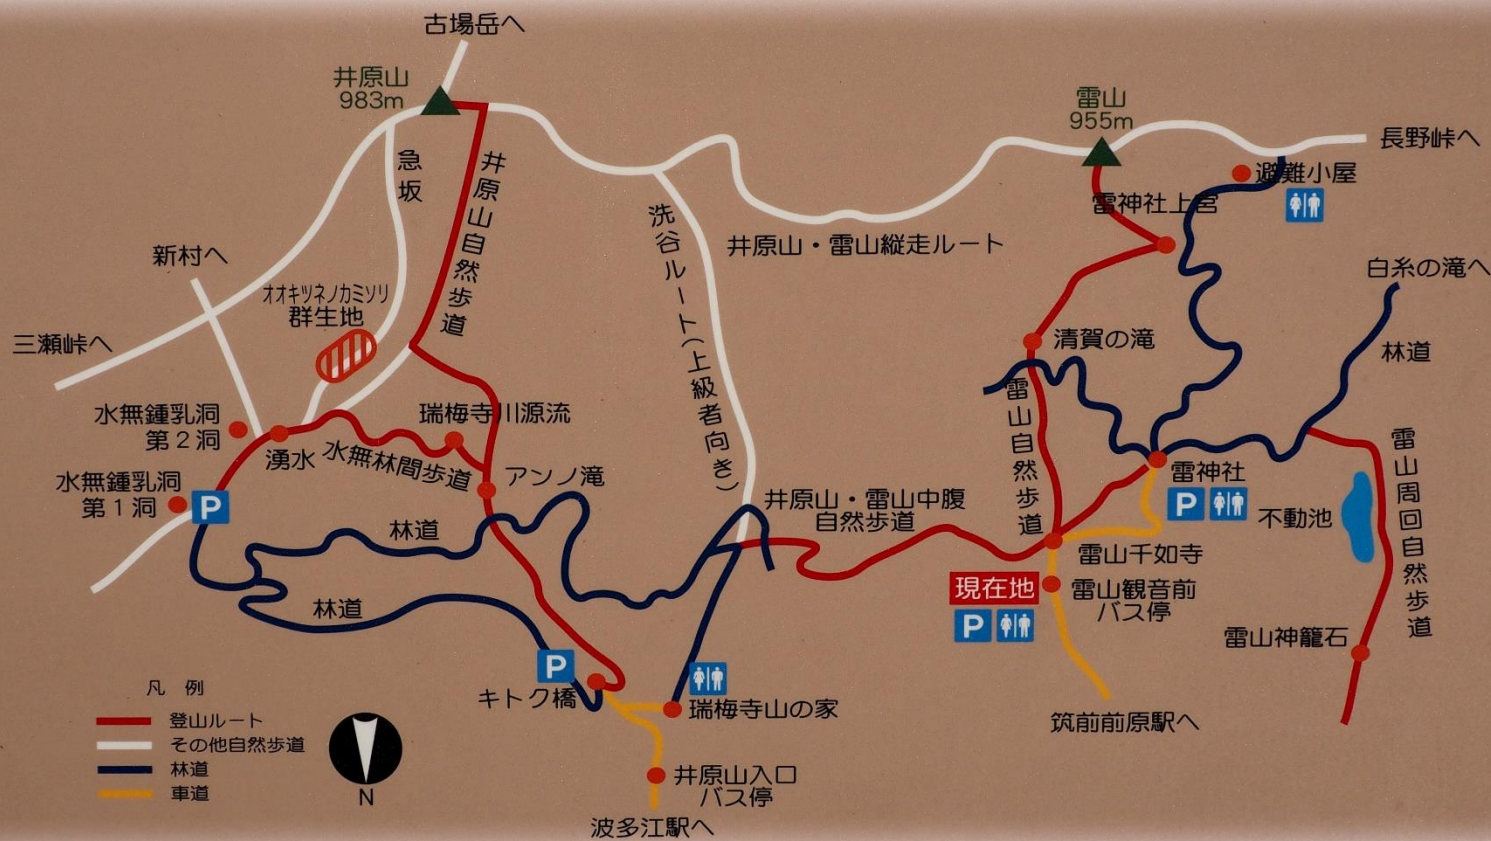 古場岳へ
井原山
983m
雷山
955m
長野峠へ
避難小屋
急坂
井原山自然歩道
洗谷ルート(上級者向き)
雷神社上宮
井原山・雷山縦走ルート
新村へ
白糸の滝へ
オオキツネノカミソリ
群生地
三瀬峠へ
清賀の滝
林道
雷山自然歩道
水無鍾乳洞
第2洞
瑞梅寺川源流
湧水
水無林間歩道
アンノ滝
雷神社
P
雷山周回自然歩道
水無鍾乳洞
第1洞
P
林道
井原山・雷山中腹
自然歩道
不動池
雷山千如寺
現在地
雷山観音前
バス停
P
林道
雷山神籠石
P
キトク橋
瑞梅寺山の家
筑前前原駅へ
井原山入口
バス停
波多江駅へ
凡 例
登山ルート
その他自然歩道
林道
車道
N